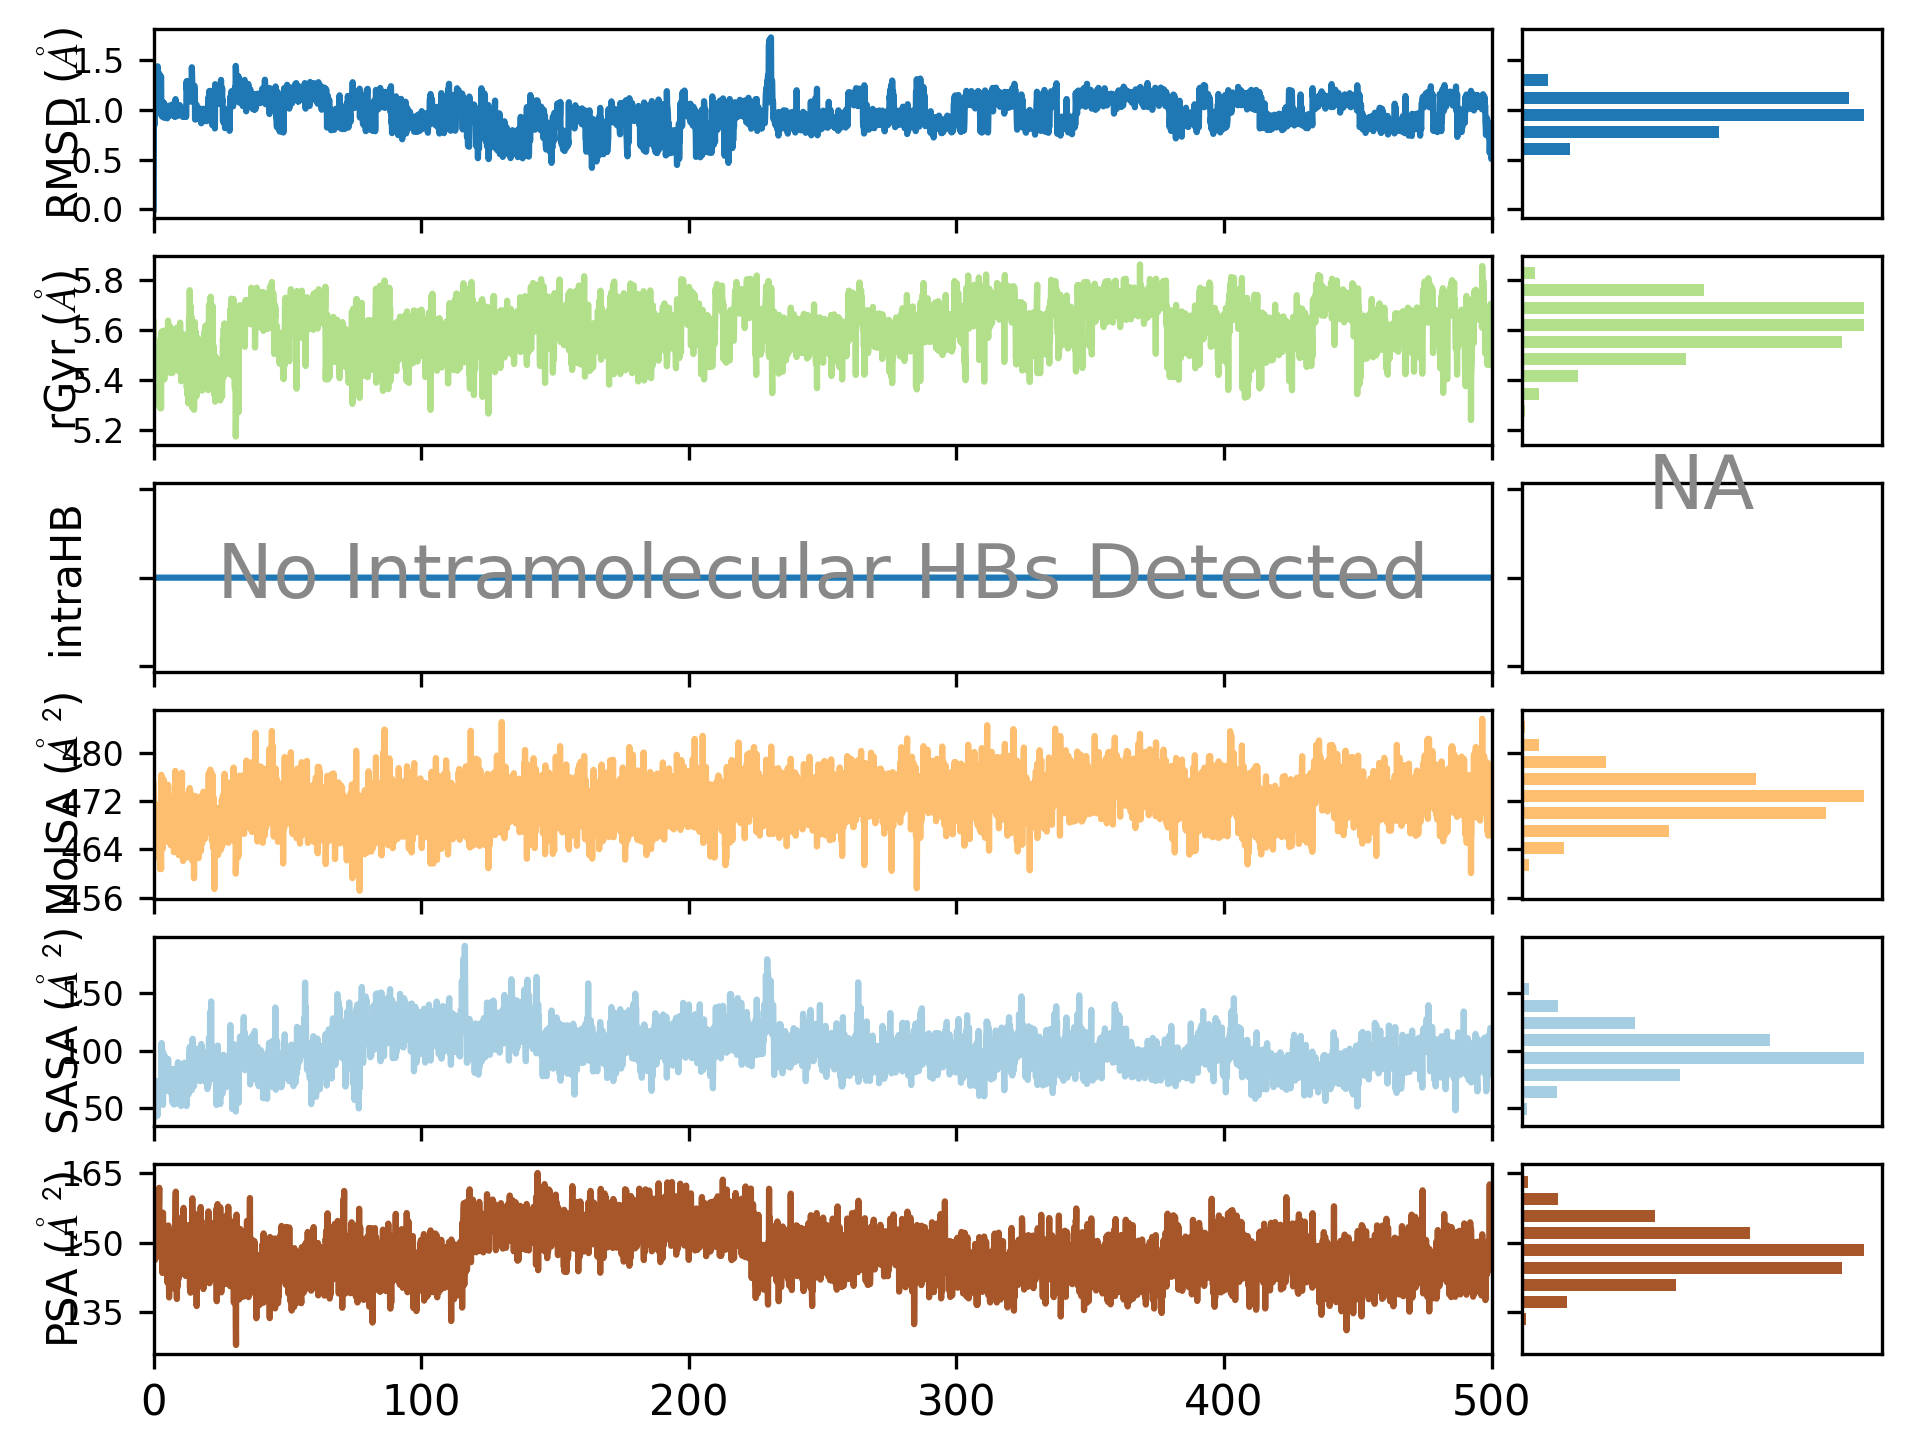 RMSD (Å)
1.5
1.0
0.5
0.0
rGyr (Å)
5.8
5.6
5.4
5.2
intraHB
No Intramolecular HBs Detected
NA
MolSA (Å²)
480
472
464
456
SASA (Å²)
150
100
50
PSA (Å²)
165
150
135
0 100 200 300 400 500